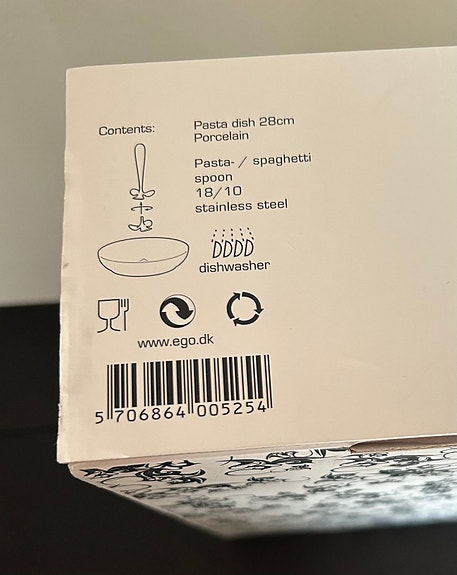 Contents:
Pasta dish 28cm
Porcelain
Pasta- / spaghetti
spoon
18/10
stainless steel
dishwasher
www.ego.dk
5 706864 005254